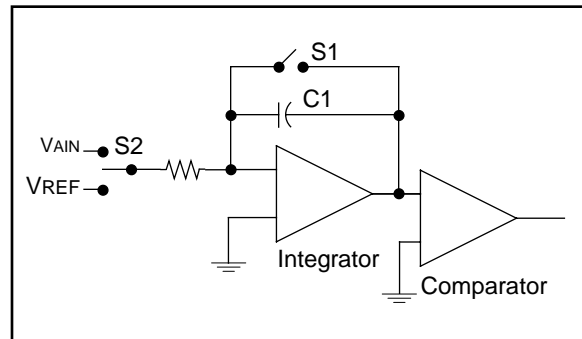 S1
C1
VAIN
S2
VREF
Integrator
Comparator